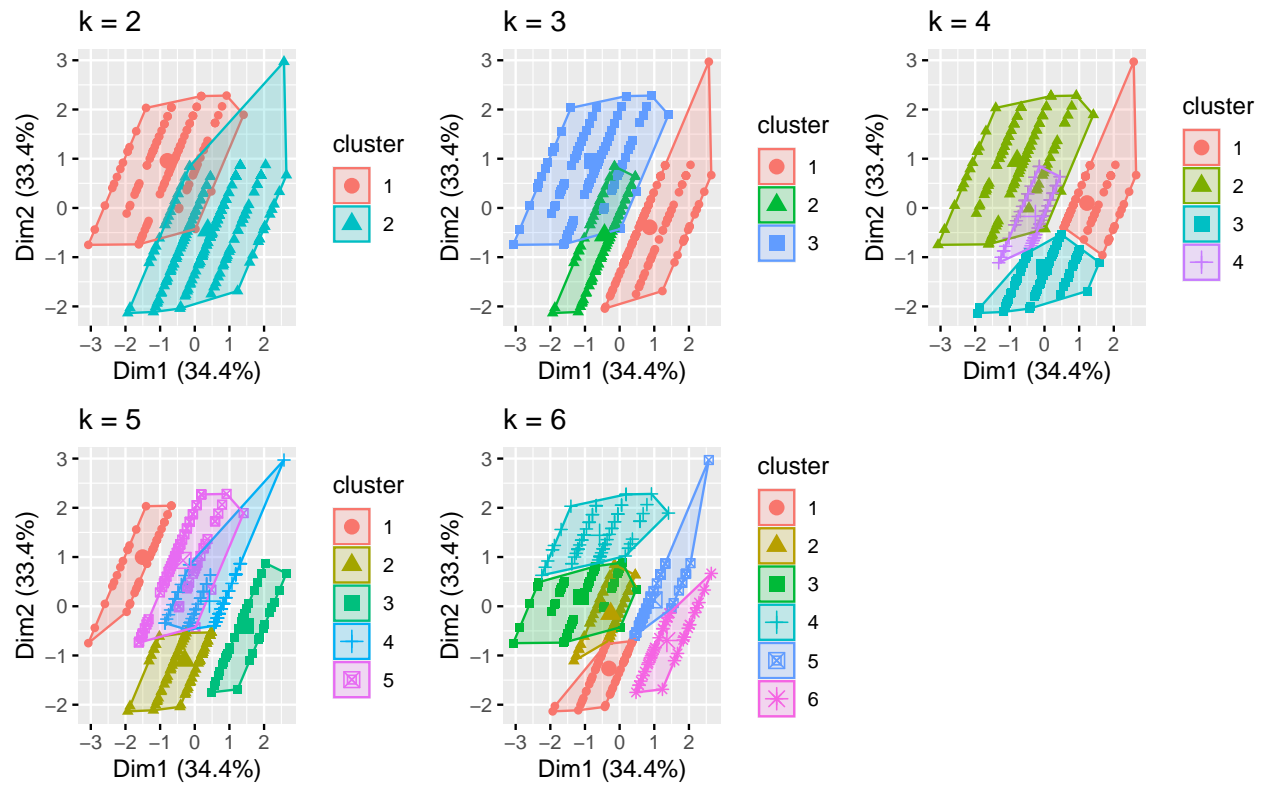 k = 2
k = 3
k = 4
Dim2 (33.4%)
3
2
1
0
−1
−2
−3 −2 −1 0 1 2
Dim1 (34.4%)
cluster
1
2
Dim2 (33.4%)
3
2
1
0
−1
−2
−3 −2 −1 0 1 2
Dim1 (34.4%)
cluster
1
2
3
Dim2 (33.4%)
3
2
1
0
−1
−2
−3 −2 −1 0 1 2
Dim1 (34.4%)
cluster
1
2
3
4
k = 5
k = 6
Dim2 (33.4%)
3
2
1
0
−1
−2
−3 −2 −1 0 1 2
Dim1 (34.4%)
cluster
1
2
3
4
5
Dim2 (33.4%)
3
2
1
0
−1
−2
−3 −2 −1 0 1 2
Dim1 (34.4%)
cluster
1
2
3
4
5
6